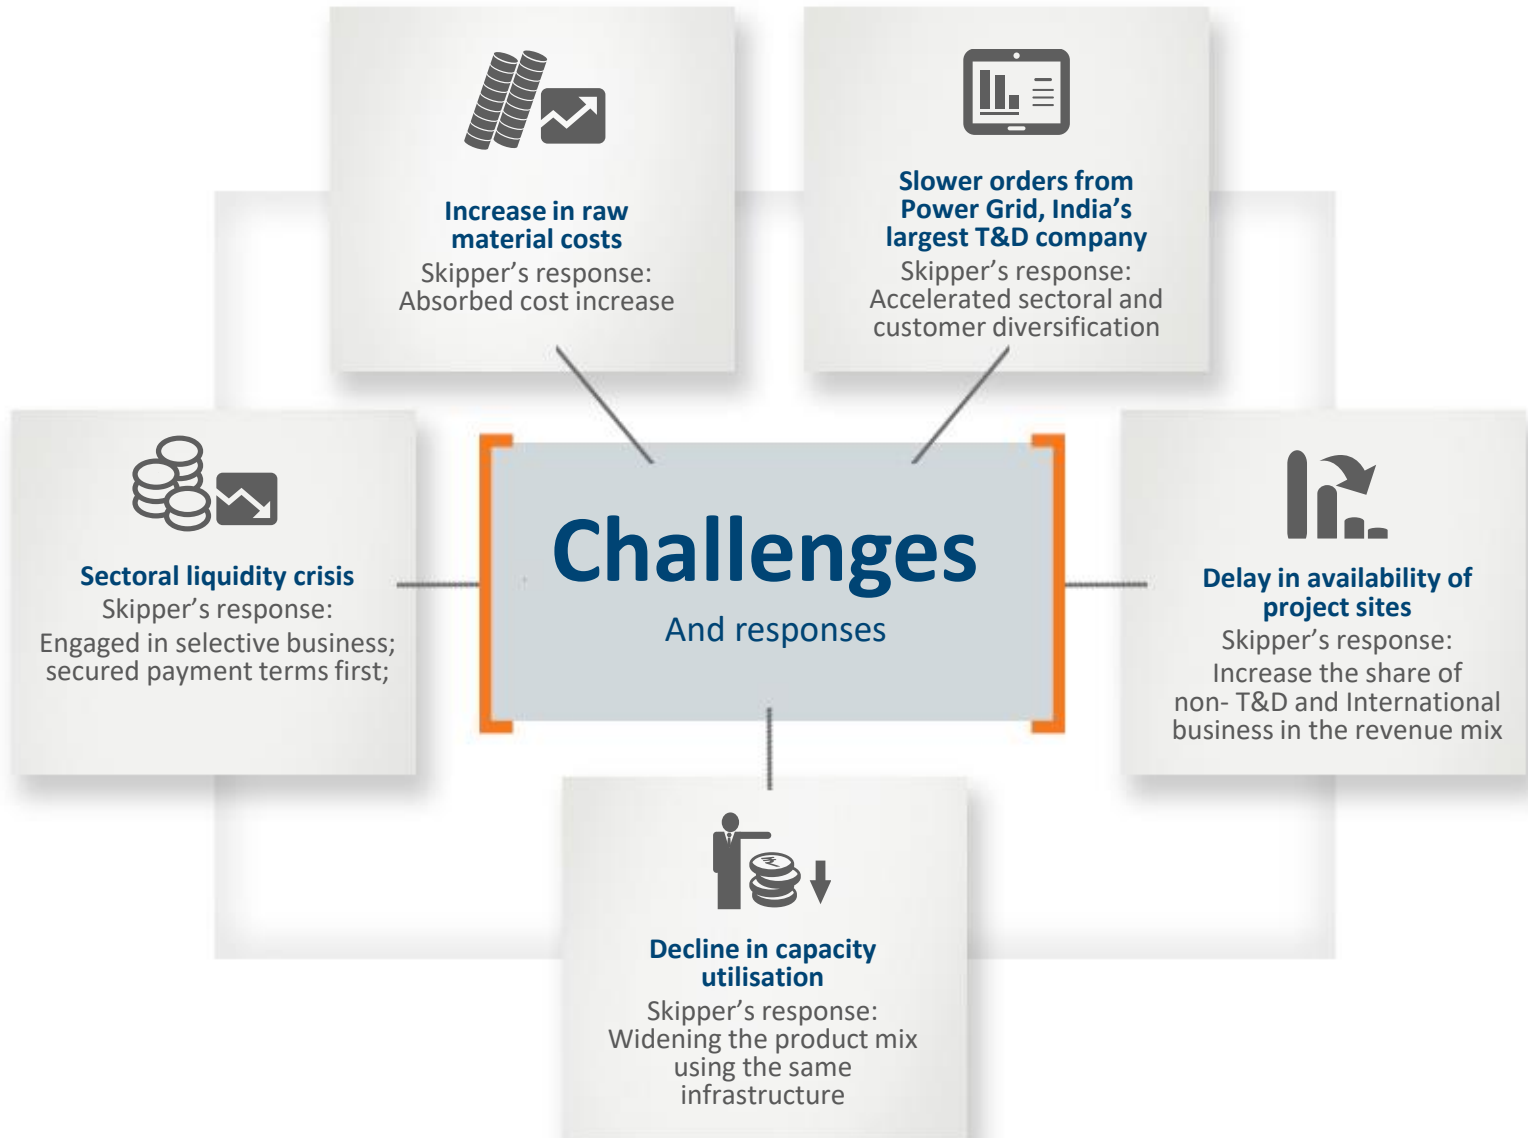 Increase in raw
material costs
Skipper's response:
Absorbed cost increase
Slower orders from
Power Grid, India's
largest T&D company
Skipper's response:
Accelerated sectoral and
customer diversification
Sectoral liquidity crisis
Skipper's response:
Engaged in selective business;
secured payment terms first;
Challenges
And responses
Delay in availability of
project sites
Skipper's response:
Increase the share of
non- T&D and International
business in the revenue mix
₹
Decline in capacity
utilisation
Skipper's response:
Widening the product mix
using the same
infrastructure